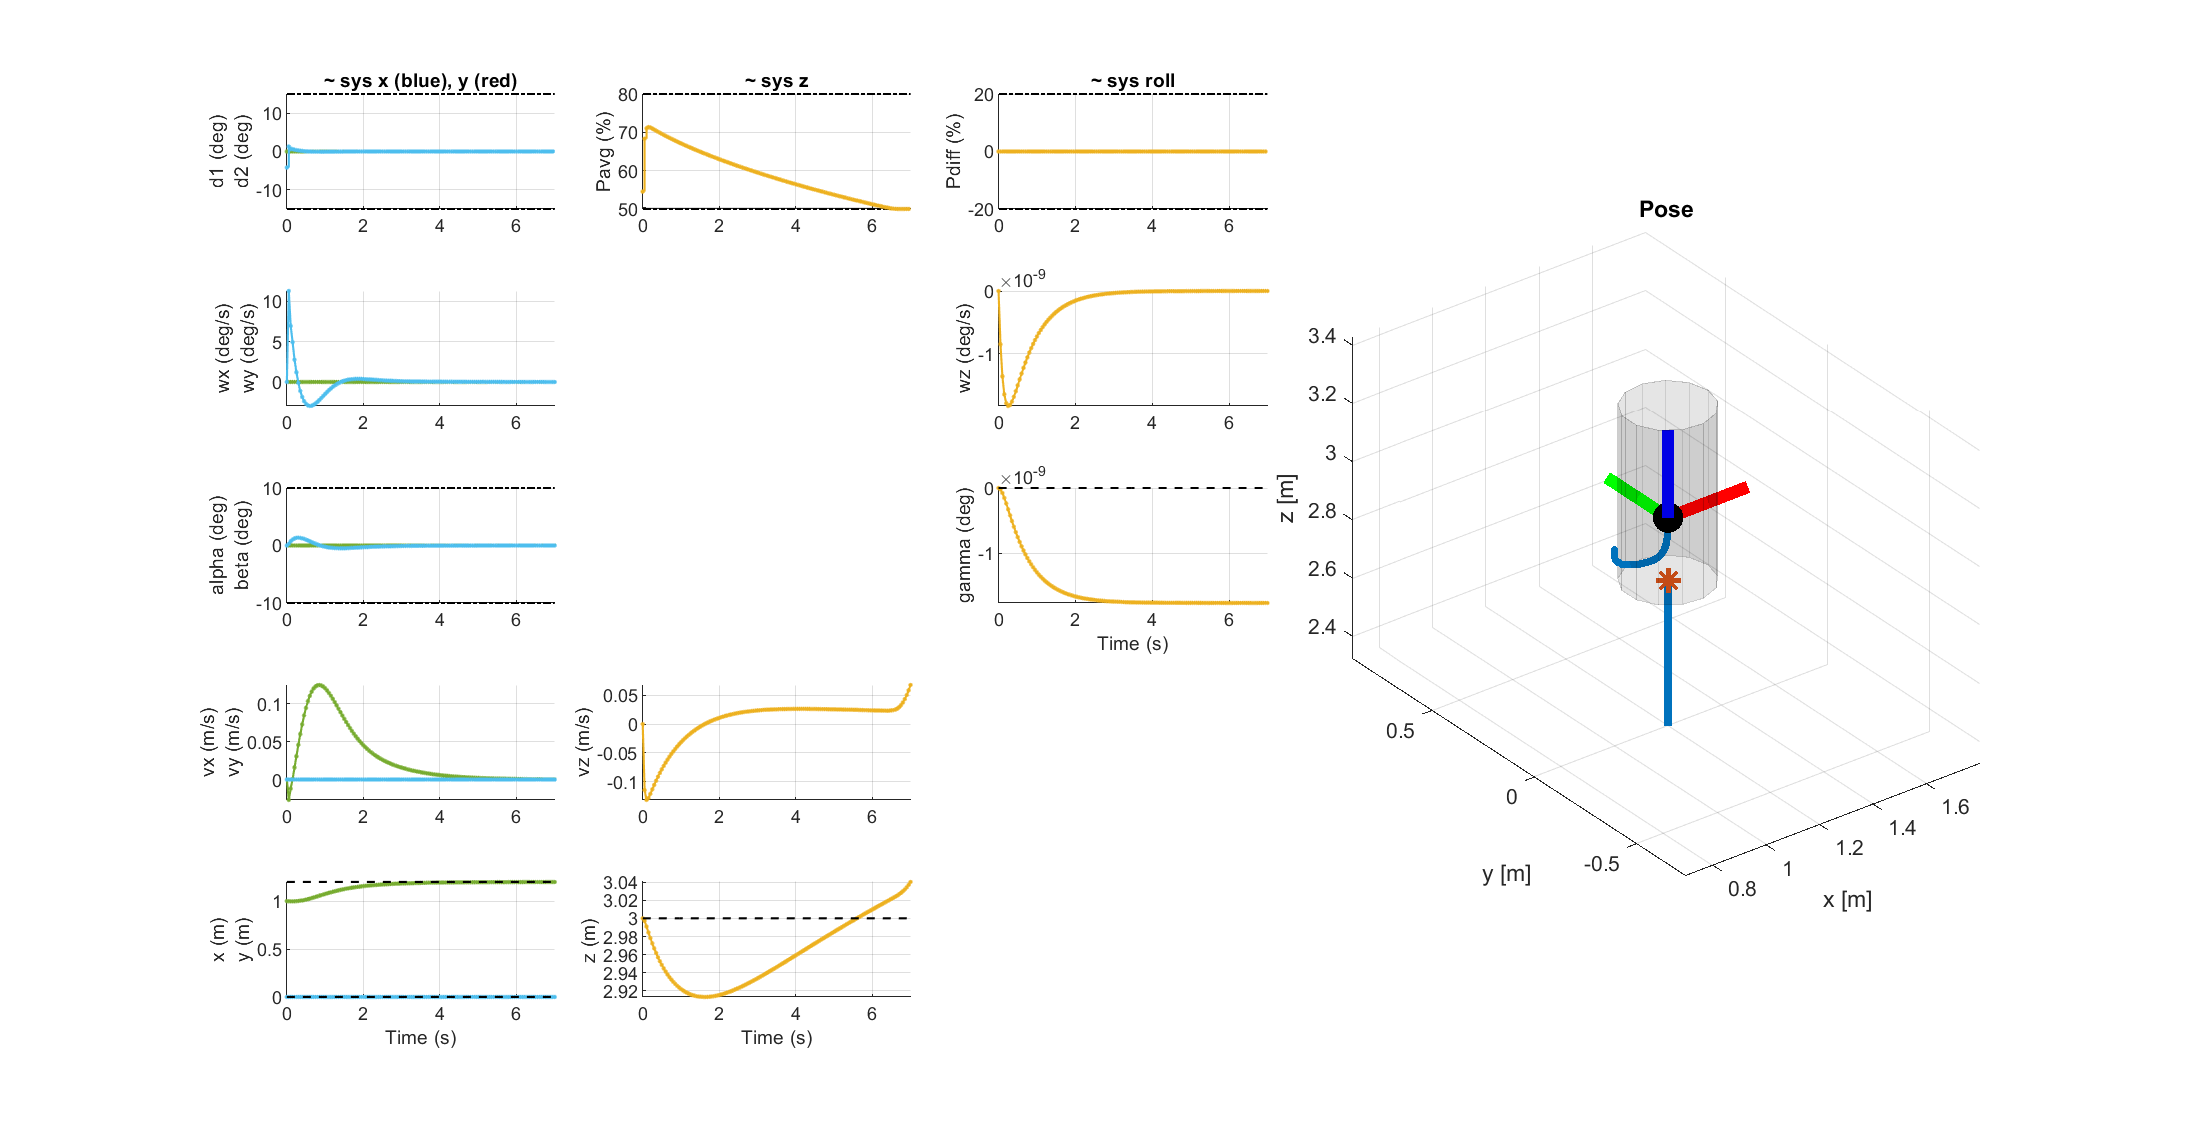 ~ sys x (blue), y (red)
d1 (deg)
d2 (deg)
10
0
-10
0 2 4 6
~ sys z
Pavg (%)
80
70
60
50
0 2 4 6
~ sys roll
Pdiff (%)
20
0
-20
0 2 4 6
wx (deg/s)
wy (deg/s)
10
5
0
0 2 4 6
×10-9
wz (deg/s)
0
-1
0 2 4 6
alpha (deg)
beta (deg)
10
0
-10
0 2 4 6
×10-9
gamma (deg)
0
-1
0 2 4 6
Time (s)
vx (m/s)
vy (m/s)
0.1
0.05
0
0 2 4 6
vz (m/s)
0.05
0
-0.05
-0.1
0 2 4 6
x (m)
y (m)
1
0.5
0
0 2 4 6
Time (s)
z (m)
3.04
3.02
3
2.98
2.96
2.94
2.92
0 2 4 6
Time (s)
Pose
z [m]
3.4
3.2
3
2.8
2.6
2.4
0.5
0
-0.5
y [m]
0.8
1
1.2
1.4
1.6
x [m]